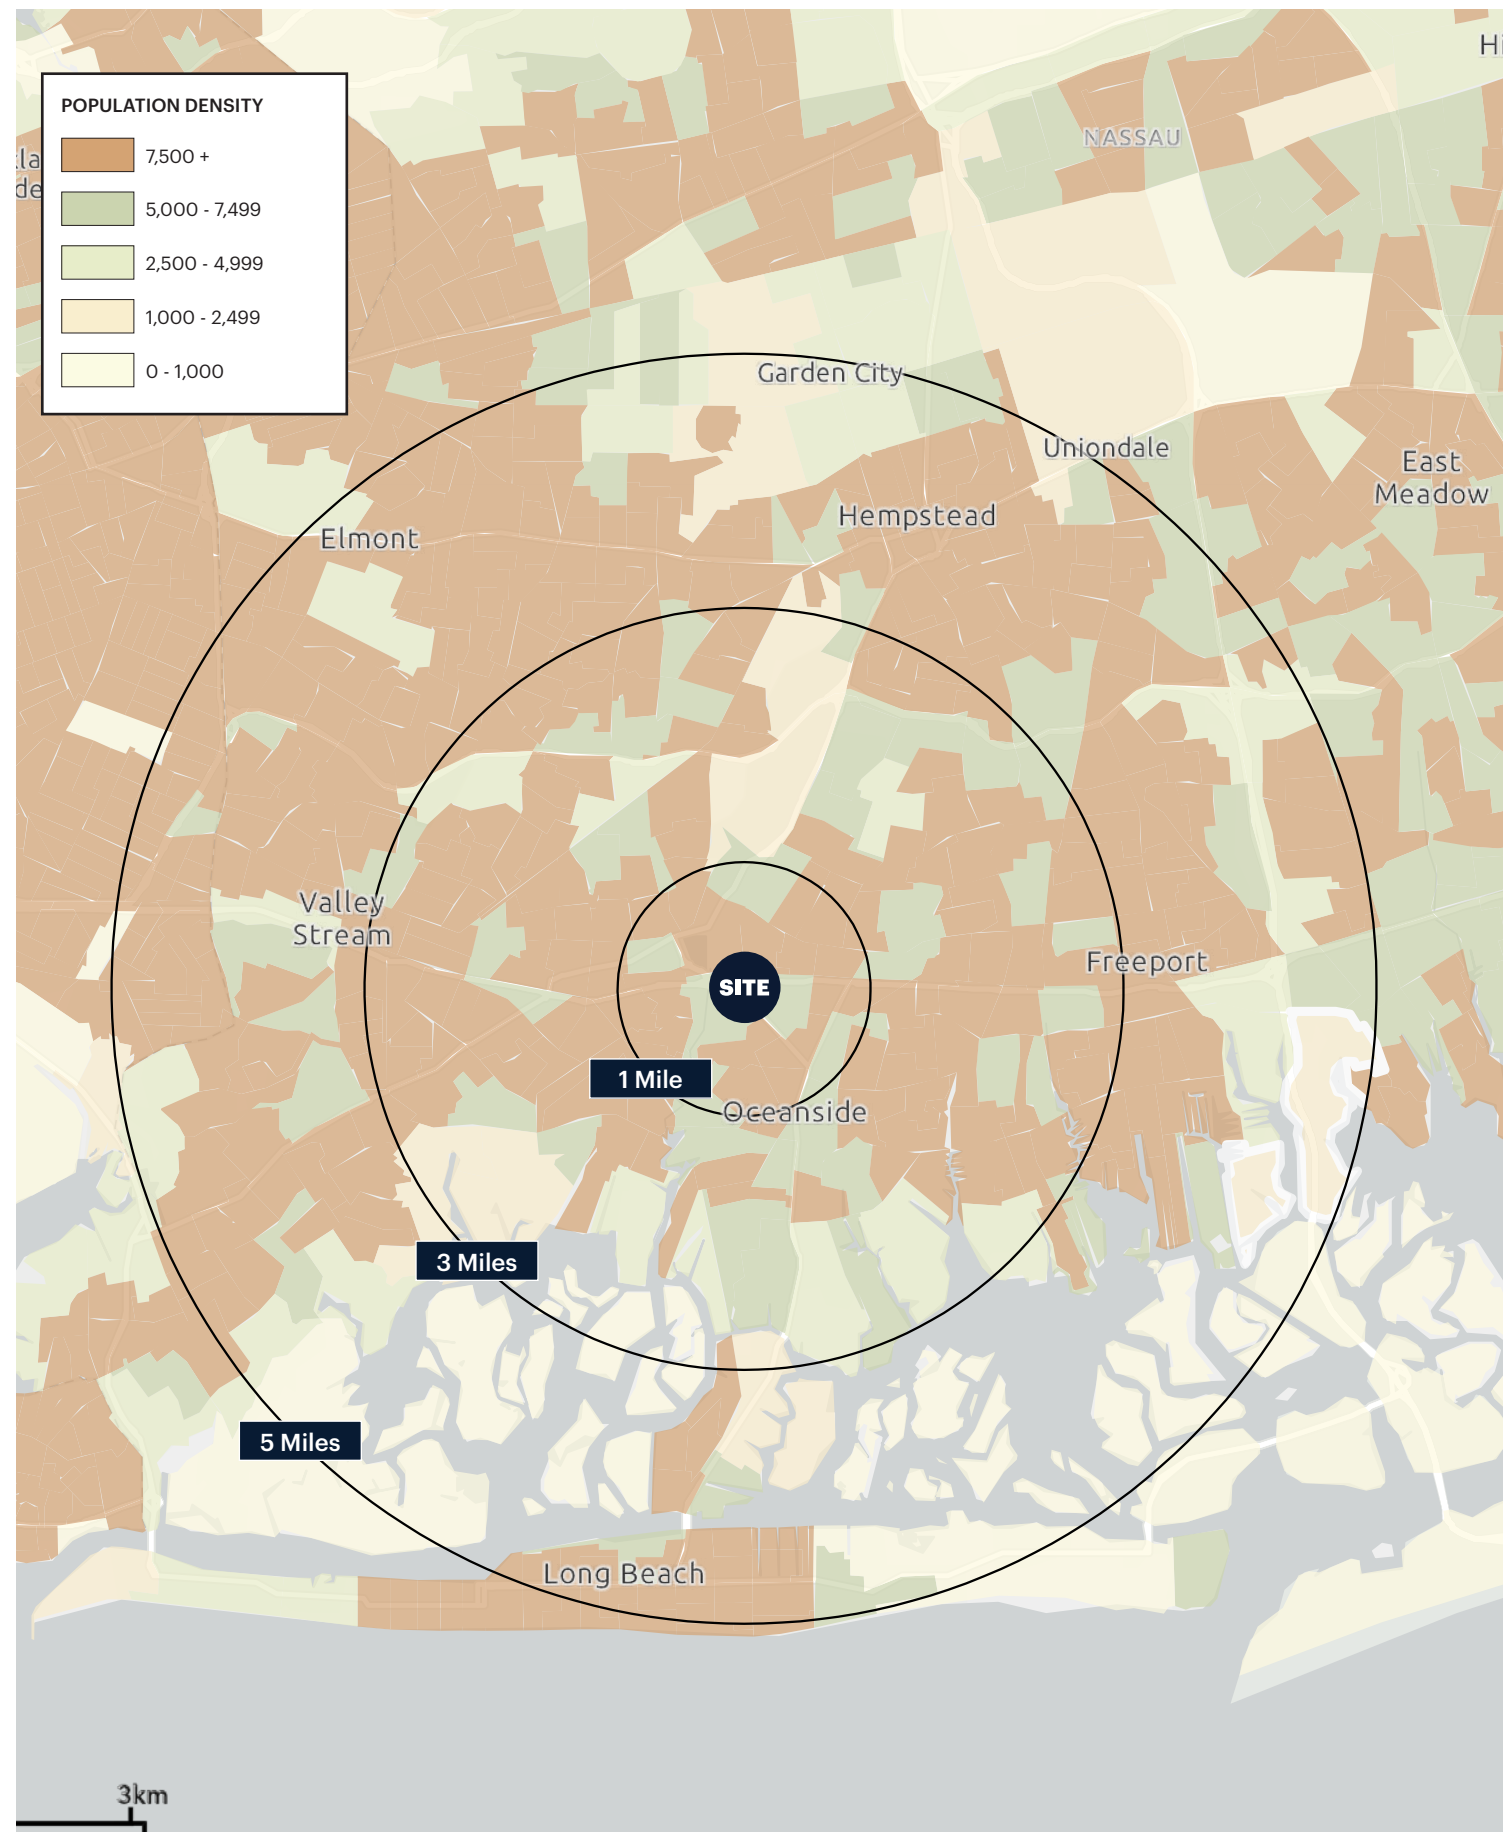 Hi
POPULATION DENSITY
7,500 +
5,000 - 7,499
2,500 - 4,999
1,000 - 2,499
0 - 1,000
NASSAU
Garden City
Uniondale
East
Meadow
Hempstead
Elmont
Valley
Stream
Freeport
SITE
1 Mile
Oceanside
3 Miles
5 Miles
Long Beach
3km